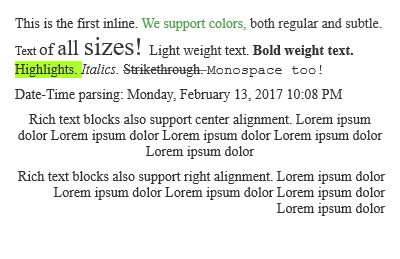 This is the first inline. We support colors, both regular and subtle.
Text of all sizes! Light weight text. Bold weight text.
Highlights. Italics. Strikethrough. Monospace too!
Date-Time parsing: Monday, February 13, 2017 10:08 PM
Rich text blocks also support center alignment. Lorem ipsum
dolor Lorem ipsum dolor Lorem ipsum dolor Lorem ipsum dolor
Lorem ipsum dolor
Rich text blocks also support right alignment. Lorem ipsum
Lorem ipsum dolor Lorem ipsum dolor Lorem ipsum dolor
Lorem ipsum dolor